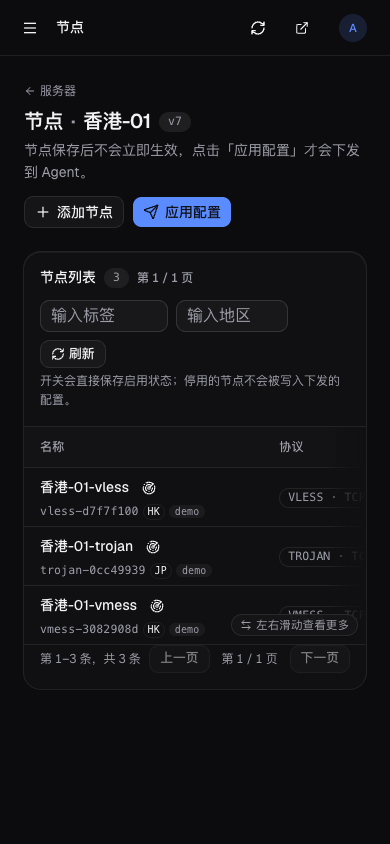 节点
A
← 服务器
节点 · 香港-01 v7
节点保存后不会立即生效，点击「应用配置」才会下发
到 Agent。
添加节点 应用配置
节点列表 3 第 1 / 1 页
输入标签 输入地区
刷新
开关会直接保存启用状态；停用的节点不会被写入下发的
配置。
名称 协议
香港-01-vless
vless-d7f7f100 HK demo
VLESS · TC
香港-01-trojan
trojan-0cc49939 JP demo
TROJAN · T
香港-01-vmess
vmess-3082908d HK demo
左右滑动查看更多
第 1–3 条，共 3 条 上一页 第 1 / 1 页 下一页